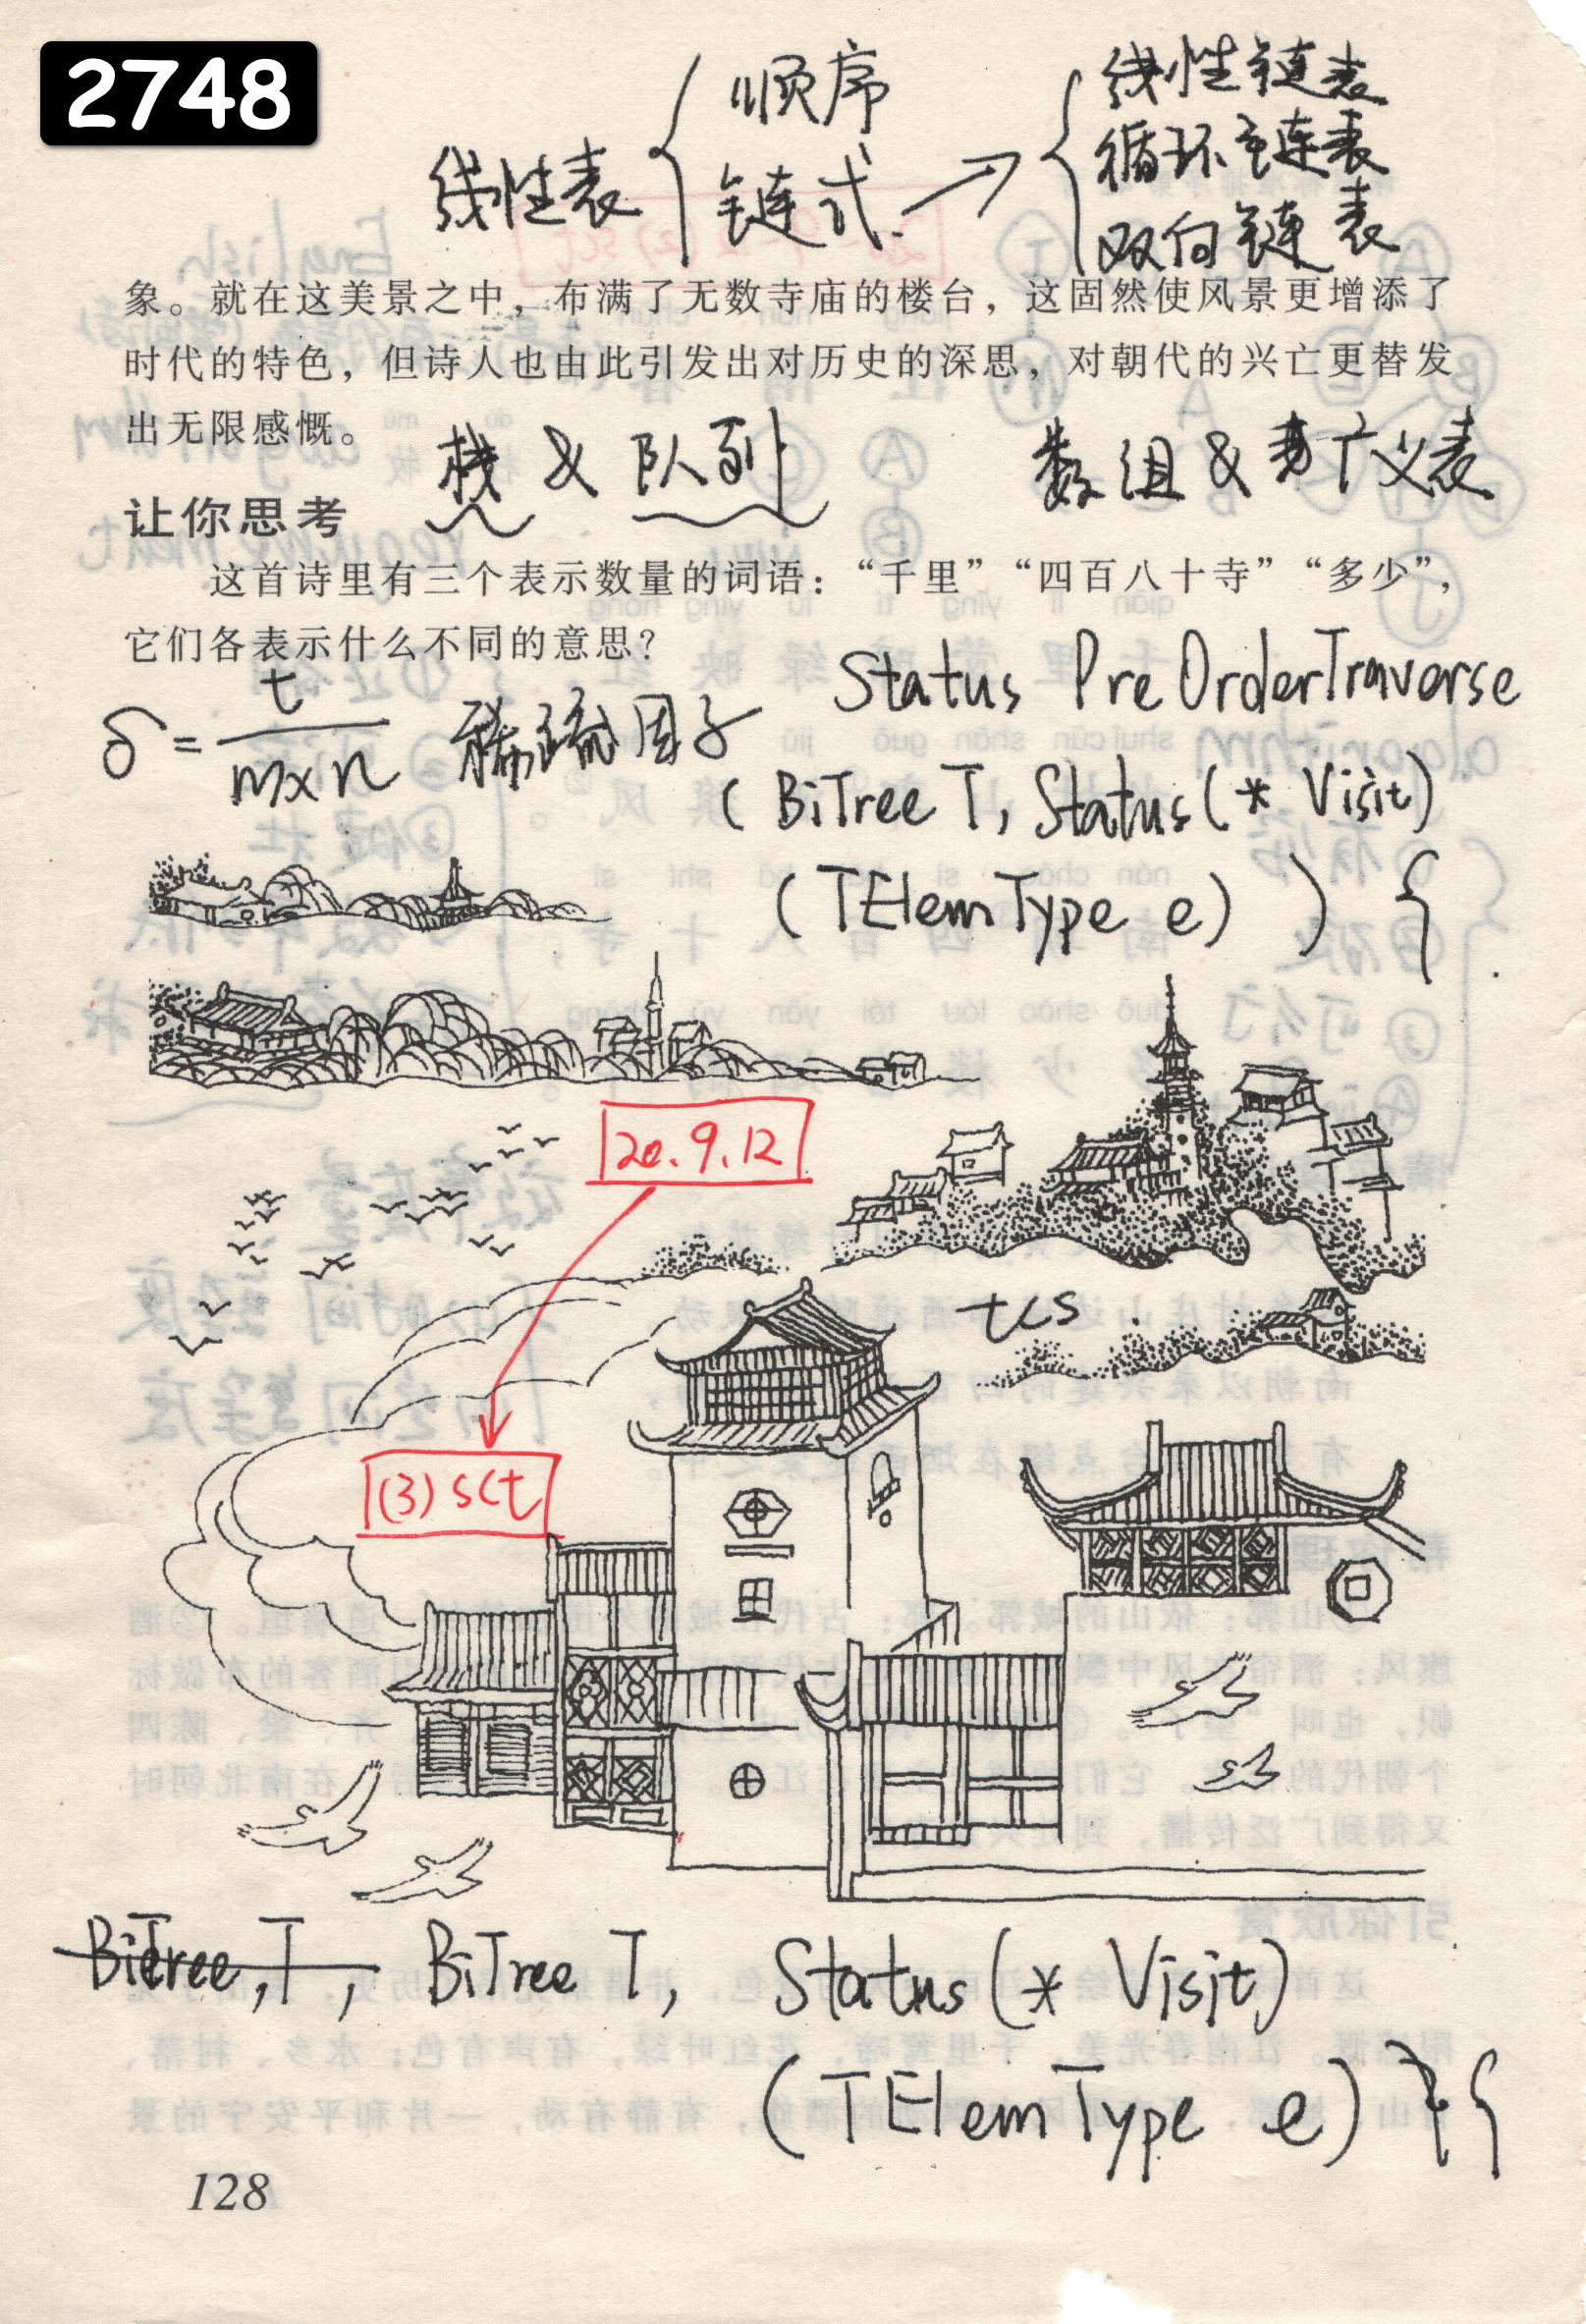 2748
线性表 { 顺序 链式 → { 线性链表 循环链表 双向链表
象。就在这美景之中，布满了无数寺庙的楼台，这固然使风景更增添了
时代的特色，但诗人也由此引发出对历史的深思，对朝代的兴亡更替发
出无限感慨。
栈 & 队列
数组 & 广义表
让你思考
这首诗里有三个表示数量的词语：“千里”“四百八十寺”“多少”，
它们各表示什么不同的意思？
δ = t / m×n 稀疏因子
Status PreOrderTraverse
(BiTree T, Status(* Visit)
(TElemType e) ) {
20.9.12
tcs
(3) sct
BiTree, T, BiTree T, Status(* Visit)
(TElemType e) {
128